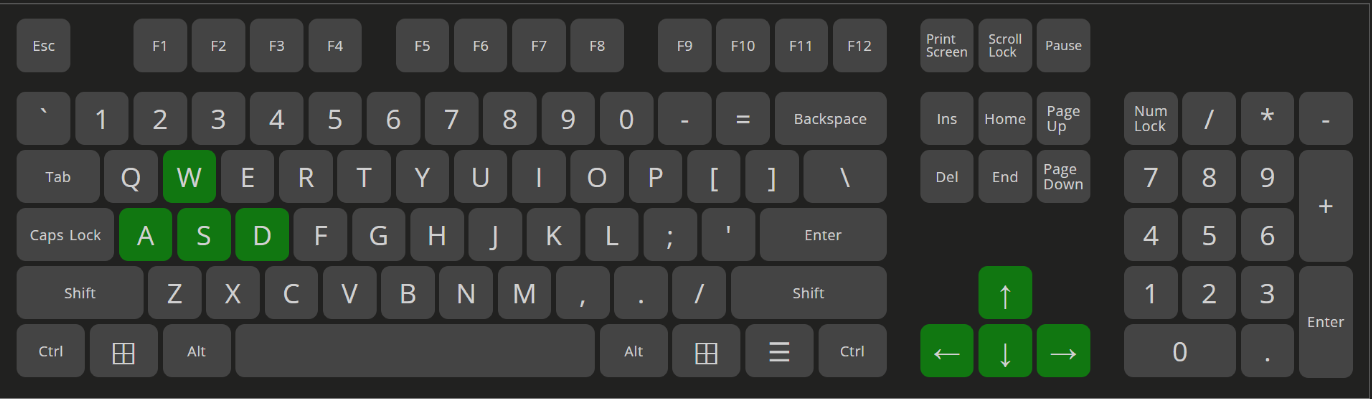 Esc F1 F2 F3 F4 F5 F6 F7 F8 F9 F10 F11 F12 Print Screen Scroll Lock Pause
` 1 2 3 4 5 6 7 8 9 0 - = Backspace Ins Home Page Up Num Lock / * -
Tab Q W E R T Y U I O P [ ] \ Del End Page Down 7 8 9 +
Caps Lock A S D F G H J K L ; ' Enter 4 5 6
Shift Z X C V B N M , . / Shift ↑ 1 2 3 Enter
Ctrl Alt Alt ☰ Ctrl ← ↓ → 0 .